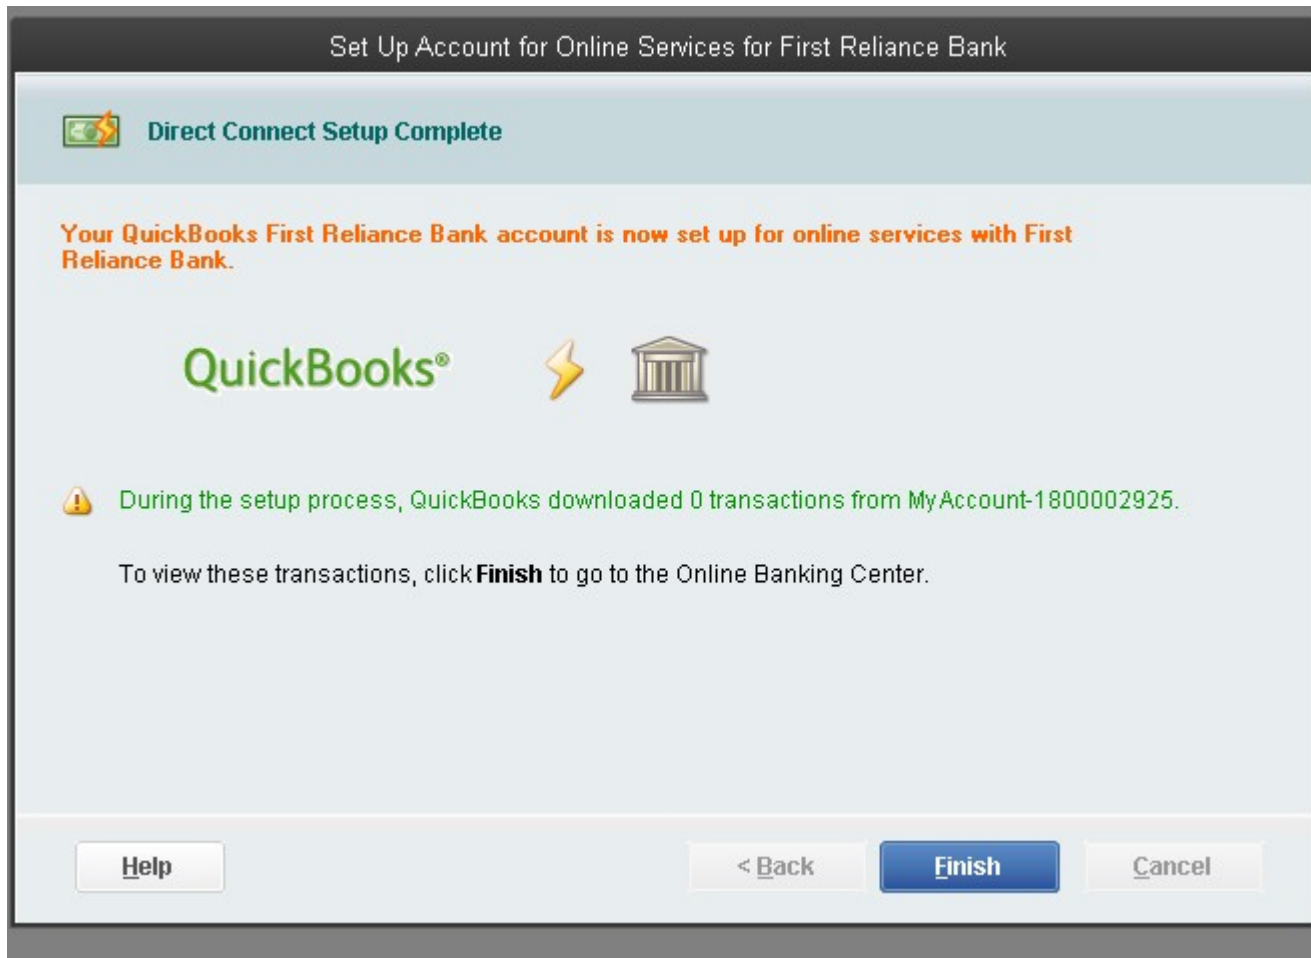 Set Up Account for Online Services for First Reliance Bank
Direct Connect Setup Complete
Your QuickBooks First Reliance Bank account is now set up for online services with First
Reliance Bank.
QuickBooks®
During the setup process, QuickBooks downloaded 0 transactions from MyAccount-1800002925.
To view these transactions, click Finish to go to the Online Banking Center.
Help
< Back
Finish
Cancel